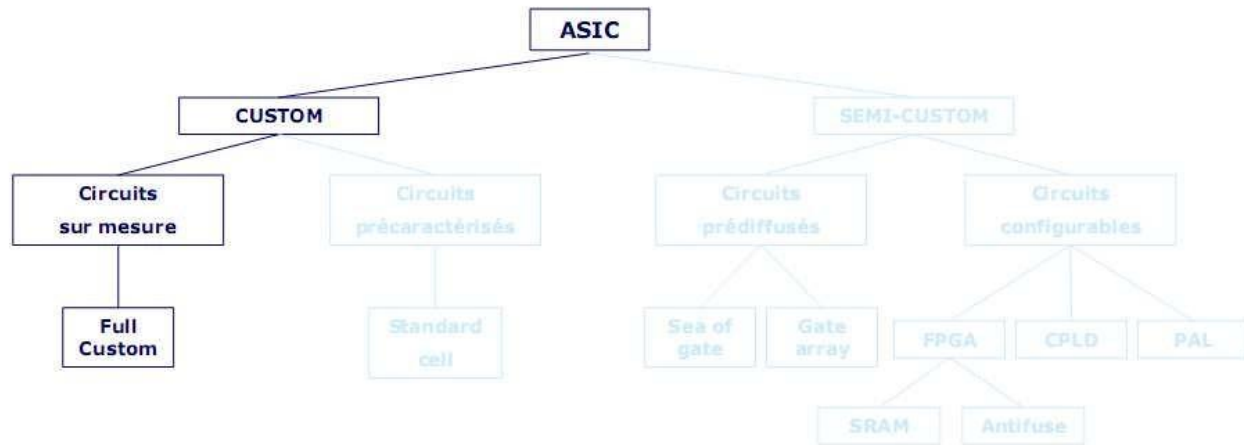 ASIC
CUSTOM
SEMI-CUSTOM
Circuits
sur mesure
Circuits
précaractérisés
Circuits
prédiffusés
Circuits
configurables
Full
Custom
Standard
cell
Sea of
gate
Gate
array
FPGA
CPLD
PAL
SRAM
Antifuse